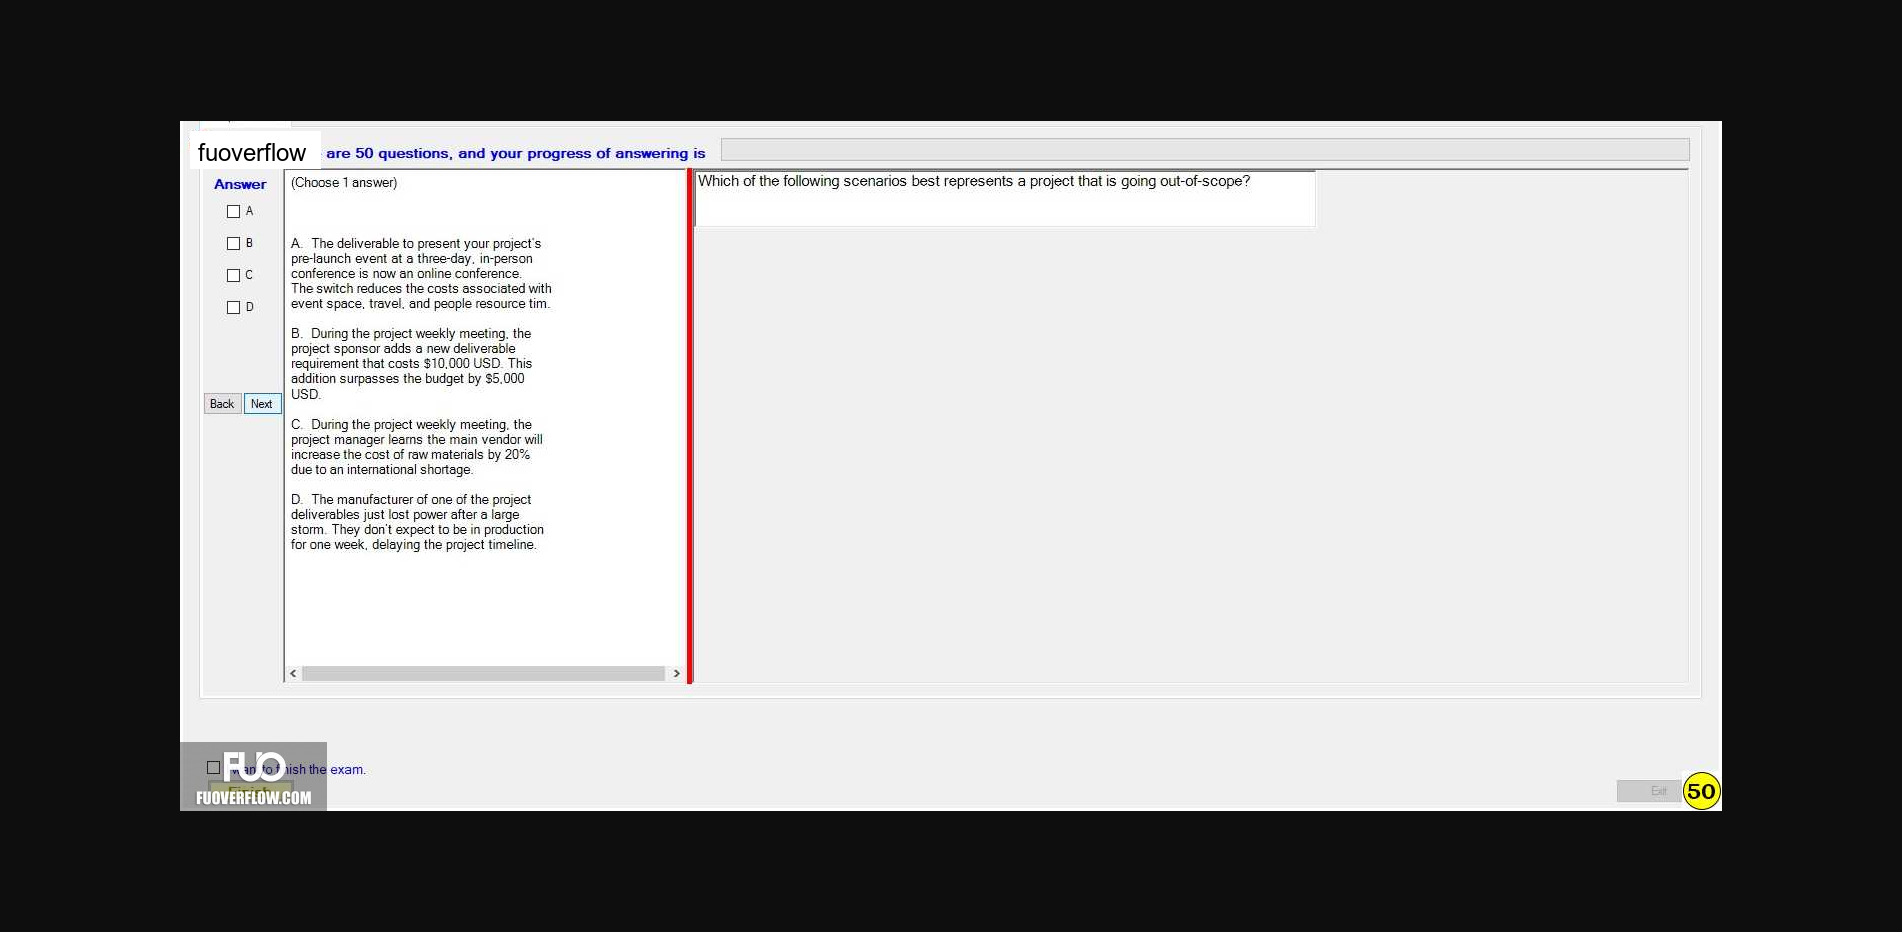 fuoverflow are 50 questions, and your progress of answering is
Answer
A
B
C
D
Back Next
(Choose 1 answer)
A. The deliverable to present your project's
pre-launch event at a three-day, in-person
conference is now an online conference.
The switch reduces the costs associated with
event space, travel, and people resource tim.
B. During the project weekly meeting, the
project sponsor adds a new deliverable
requirement that costs $10,000 USD. This
addition surpasses the budget by $5,000
USD.
C. During the project weekly meeting, the
project manager learns the main vendor will
increase the cost of raw materials by 20%
due to an international shortage.
D. The manufacturer of one of the project
deliverables just lost power after a large
storm. They don't expect to be in production
for one week, delaying the project timeline.
Which of the following scenarios best represents a project that is going out-of-scope?
want to finish the exam.
FUO
Finish
FUOVERFLOW.COM
Exit
50